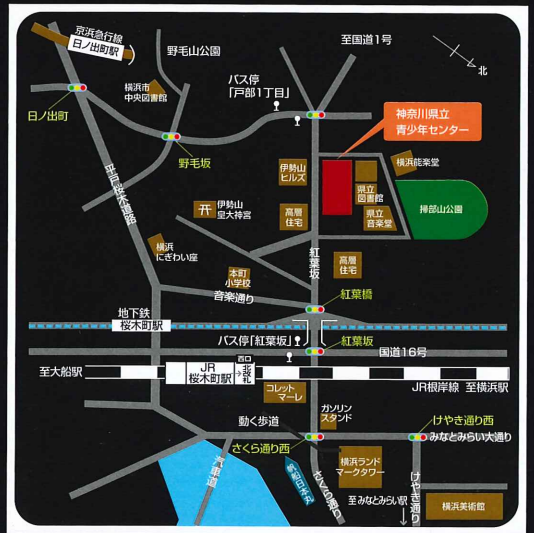 京浜急行線
日ノ出町駅
野毛山公園
至国道1号
北
バス停
「戸部1丁目」
横浜市
中央図書館
日ノ出町
野毛坂
神奈川県立
青少年センター
伊勢山
ヒルズ
県立
図書館
横浜能楽堂
掃部山公園
県立
音楽堂
平戸桜木道路
伊勢山
皇大神宮
高層
住宅
紅葉坂
高層
住宅
横浜
にぎわい座
本町
小学校
音楽通り
紅葉橋
地下鉄
桜木町駅
バス停「紅葉坂」
紅葉坂
国道16号
西口
至大船駅
JR
桜木町駅
北改札
JR根岸線 至横浜駅
コレット
マーレ
ガソリン
スタンド
動く歩道
さくら通り西
けやき通り西
みなとみらい大通り
汽車道
帆船日本丸
さくら通り
横浜ランド
マークタワー
至みなとみらい駅
けやき通り
横浜美術館